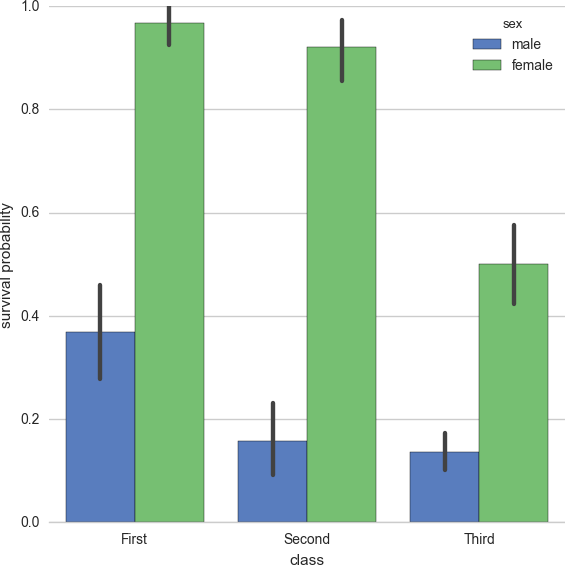 1.0
sex
male
female
0.8
0.6
survival probability
0.4
0.2
0.0
First
Second
Third
class